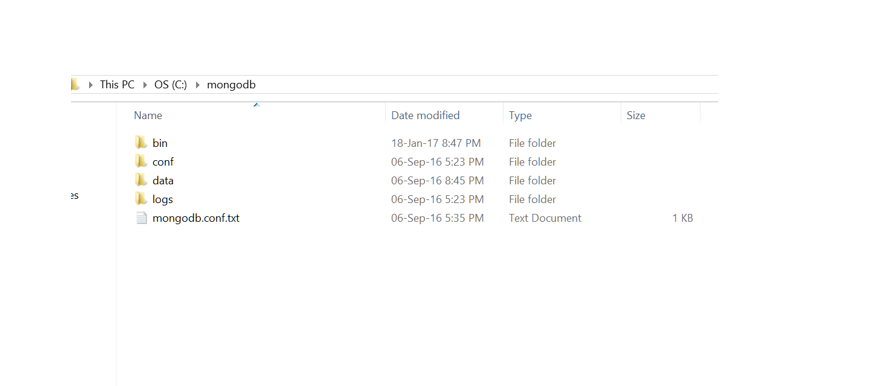 This PC OS (C:) mongodb
Name Date modified Type Size
bin 18-Jan-17 8:47 PM File folder
conf 06-Sep-16 5:23 PM File folder
data 06-Sep-16 8:45 PM File folder
es
logs 06-Sep-16 5:23 PM File folder
mongodb.conf.txt 06-Sep-16 5:35 PM Text Document 1 KB